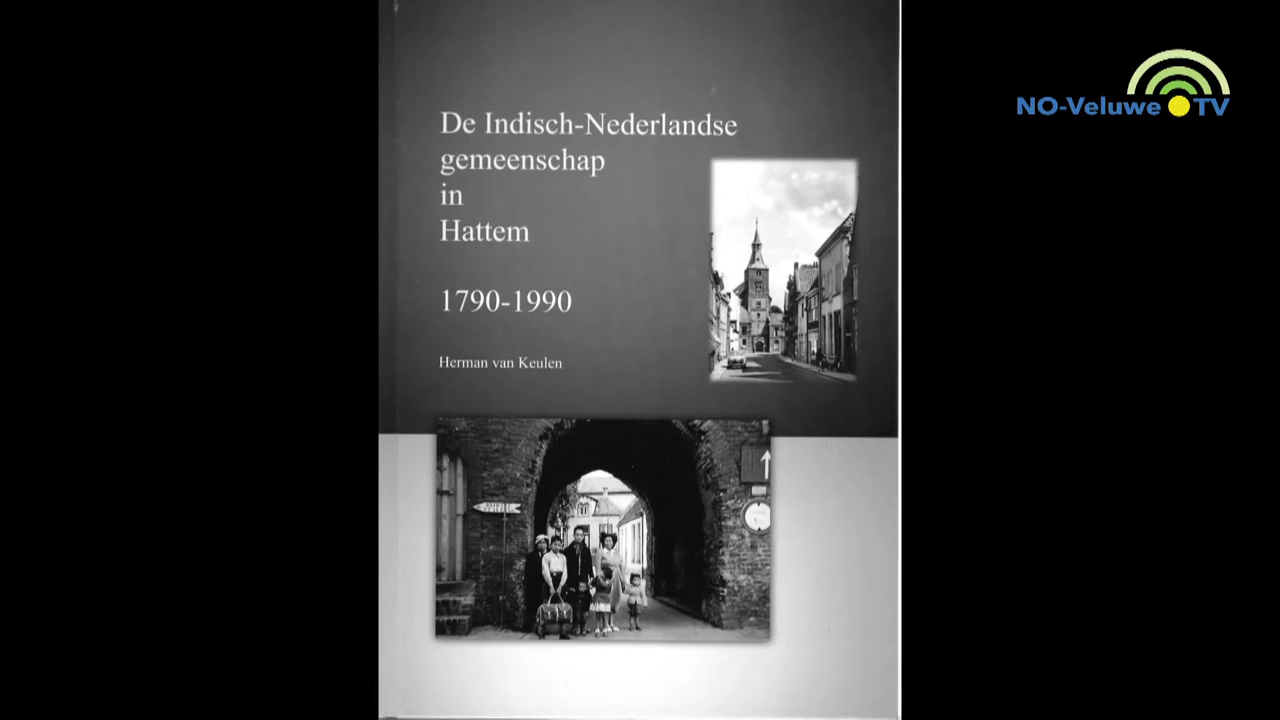 De Indisch-Nederlandse
gemeenschap
in
Hattem
1790-1990
Herman van Keulen
NO-Veluwe TV